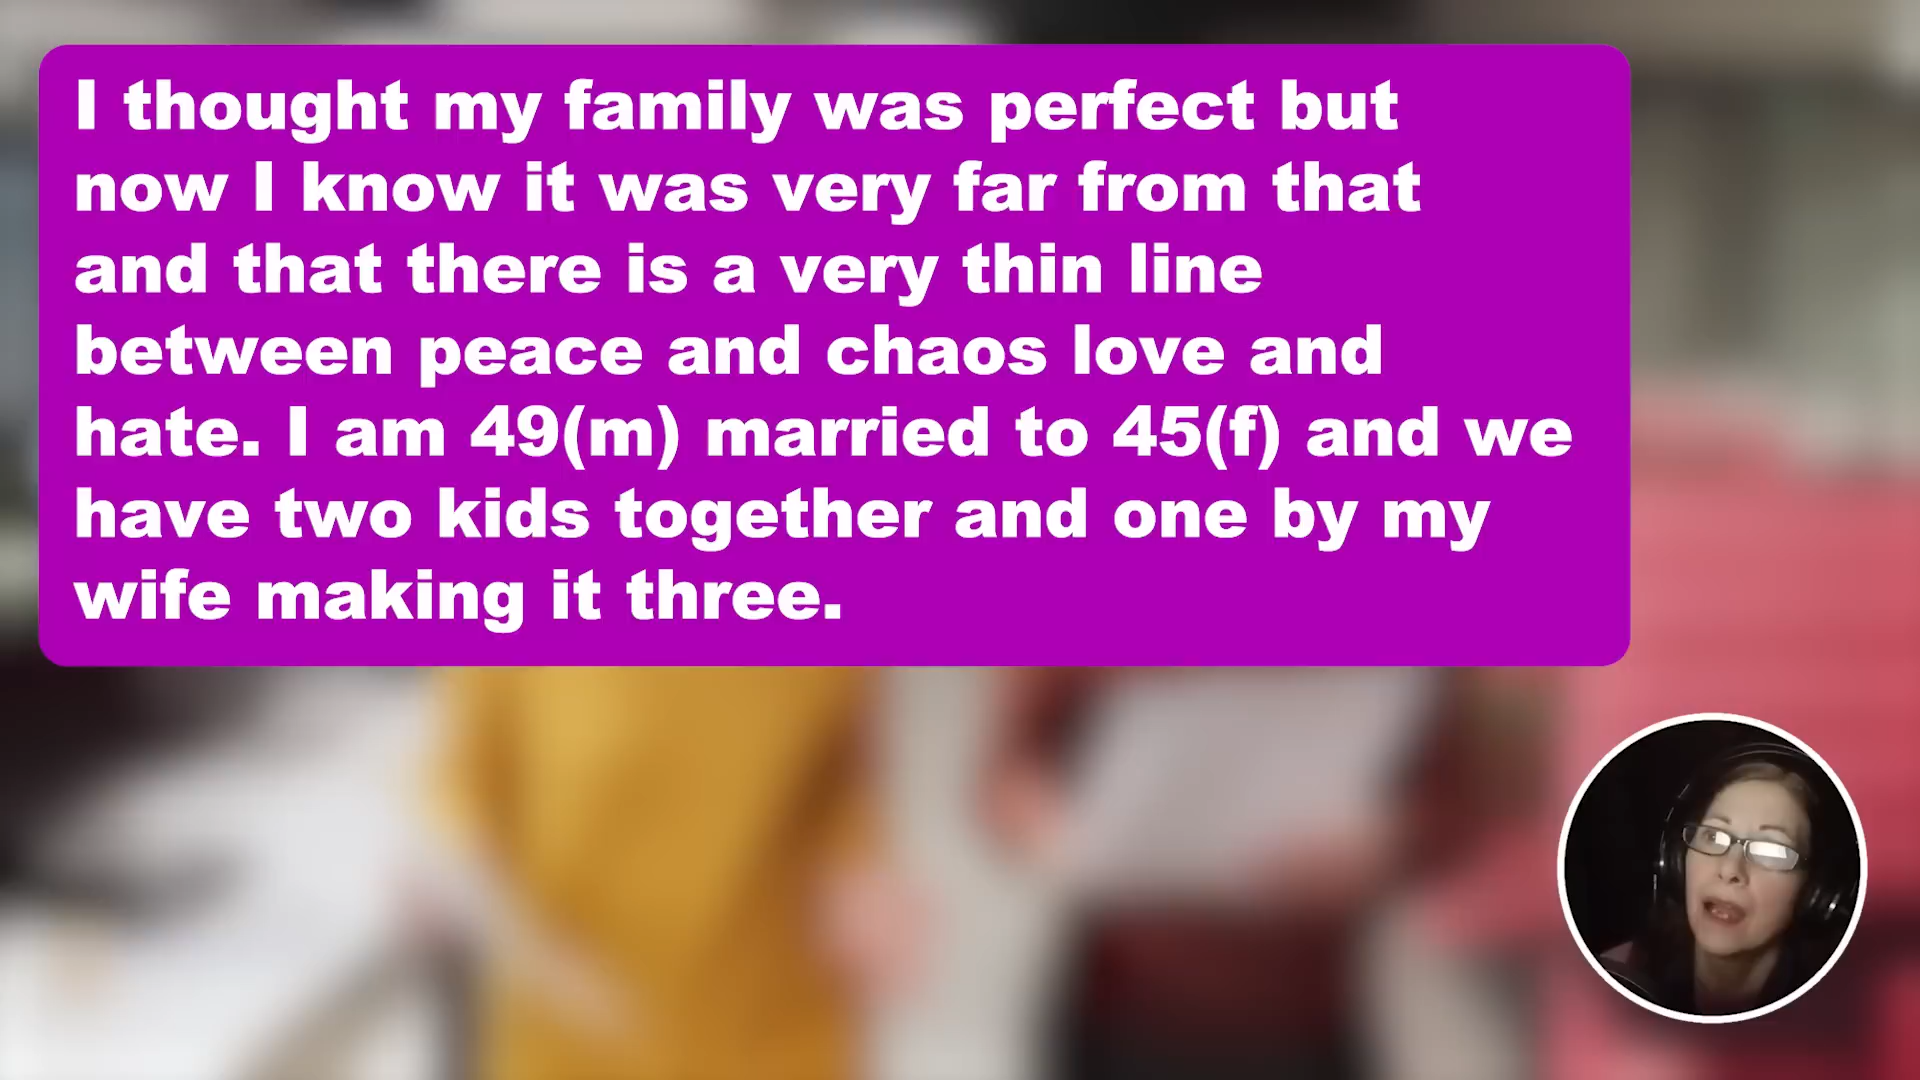 I thought my family was perfect but
now I know it was very far from that
and that there is a very thin line
between peace and chaos love and
hate. I am 49(m) married to 45(f) and we
have two kids together and one by my
wife making it three.